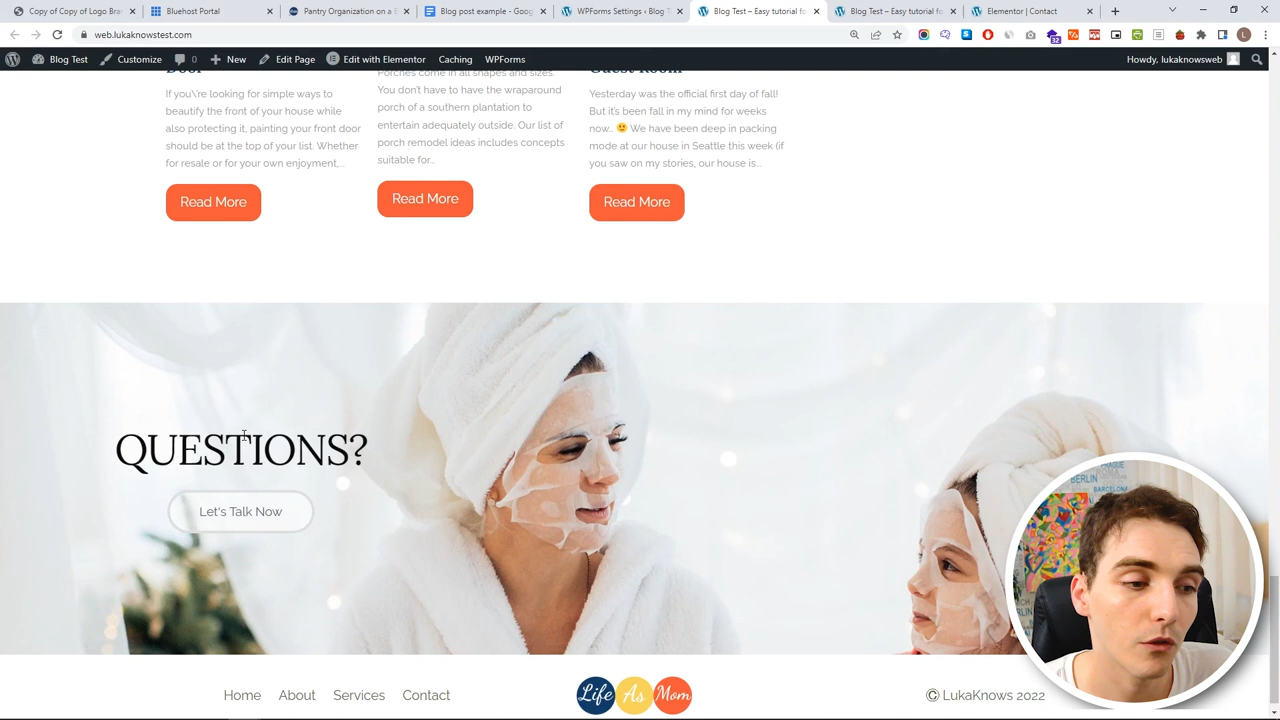 Copy of Copy of Logo Bran
Bluehost Portal
Pantry Organization on a B
Blog post example - Goog
WPForms Settings ‹ Blog T
Blog Test – Easy tutorial fo
Blog Test – Easy tutorial fo
Elementor | Contact
web.lukaknowstest.com
32
Blog Test
Customize
0
New
Edit Page
Edit with Elementor
Caching
WPForms
Howdy, lukaknowsweb
Door
Guest Room
If you\'re looking for simple ways to
beautify the front of your house while
also protecting it, painting your front door
should be at the top of your list. Whether
for resale or for your own enjoyment,...
Read More
Porches come in all shapes and sizes.
You don't have to have the wraparound
porch of a southern plantation to
entertain adequately outside. Our list of
porch remodel ideas includes concepts
suitable for...
Read More
Yesterday was the official first day of fall!
But it's been fall in my mind for weeks
now.. 🙂 We have been deep in packing
mode at our house in Seattle this week (if
you saw on my stories, our house is...
Read More
QUESTIONS?
Let's Talk Now
PRAGUE
BERLIN
BARCELONA
Home
About
Services
Contact
Life As Mom
© LukaKnows 2022